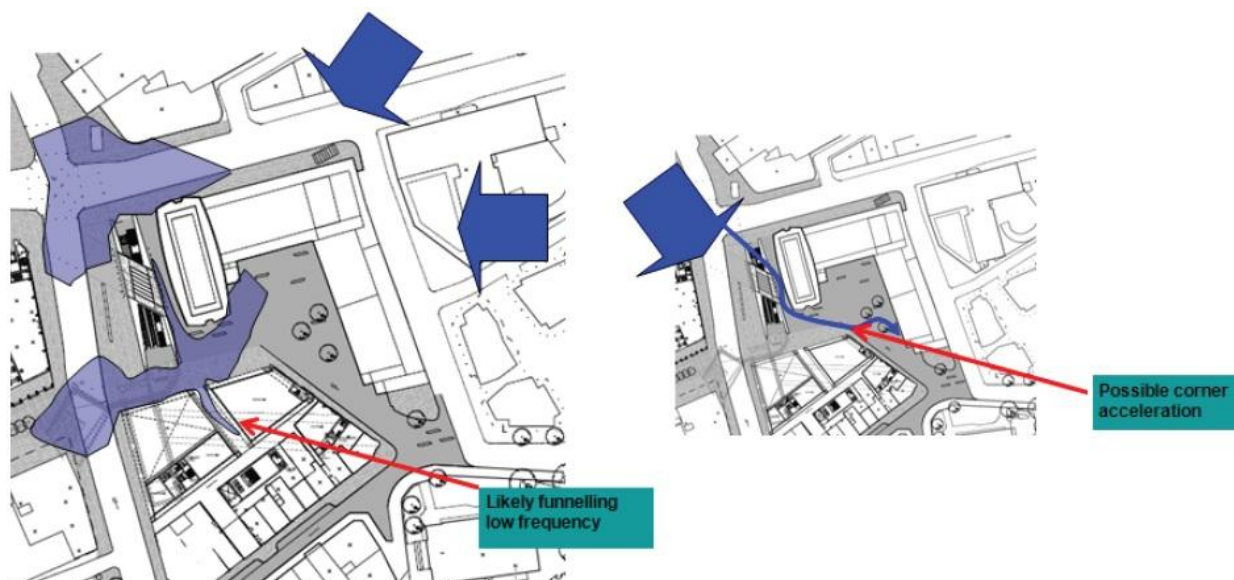 Likely funnelling
low frequency
Possible corner
acceleration